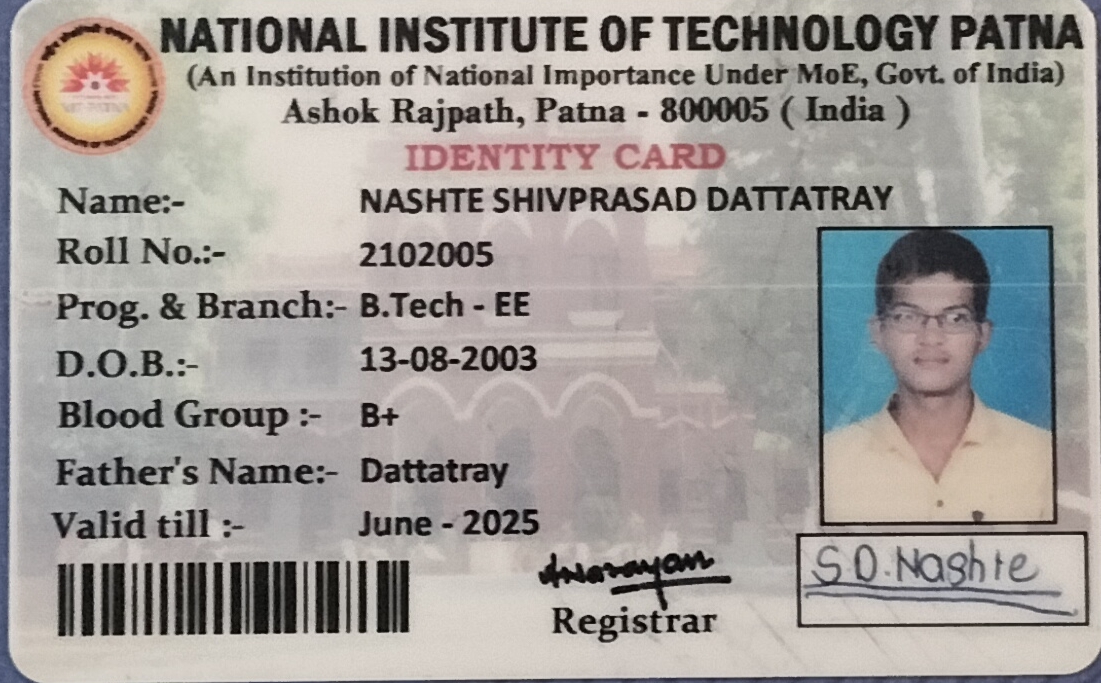 NATIONAL INSTITUTE OF TECHNOLOGY PATNA
(An Institution of National Importance Under MoE, Govt. of India)
Ashok Rajpath, Patna - 800005 ( India )
IDENTITY CARD
Name:- NASHTE SHIVPRASAD DATTATRAY
Roll No.:- 2102005
Prog. & Branch:- B.Tech - EE
D.O.B.:- 13-08-2003
Blood Group :- B+
Father's Name:- Dattatray
Valid till :- June - 2025
S.D.Nashte
Registrar